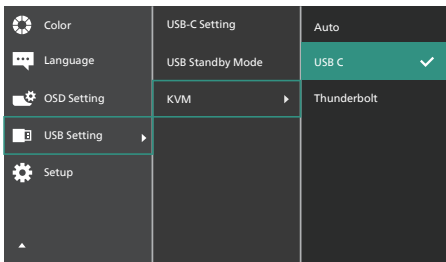 Color
Language
OSD Setting
USB Setting
Setup
USB-C Setting
USB Standby Mode
KVM
Auto
USB C
Thunderbolt